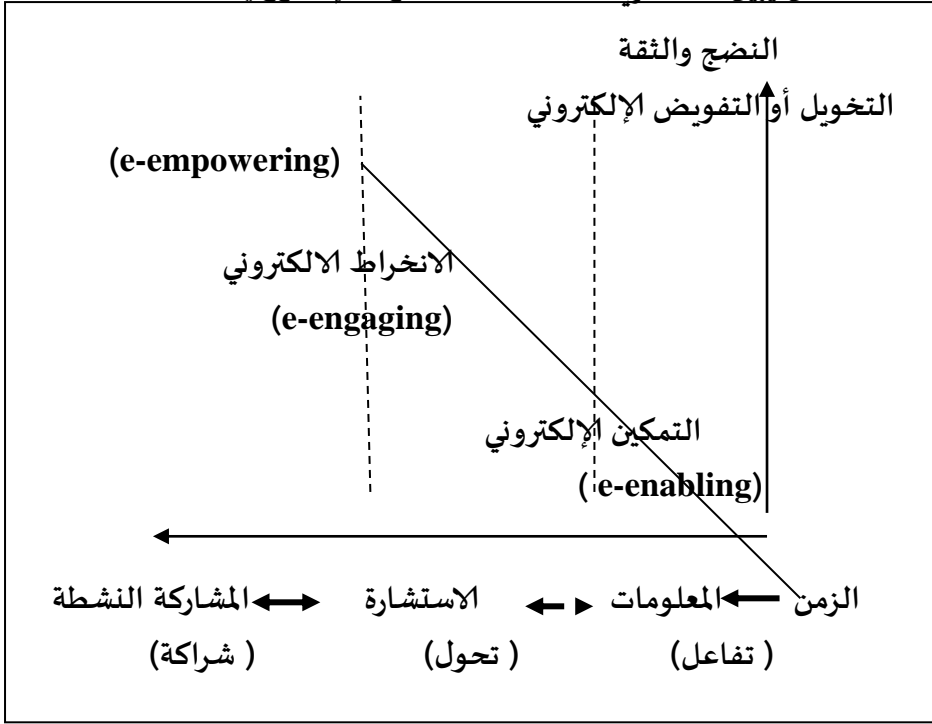 النضج والثقة
التخويل أو التفويض الإلكتروني
(e-empowering)
الانخراط الالكتروني
(e-engaging)
التمكين الإلكتروني
( e-enabling)
الزمن المعلومات الاستشارة المشاركة النشطة
( تفاعل) ( تحول) ( شراكة)